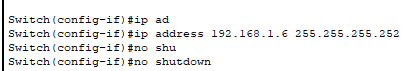 Switch(config-if)#ip ad
Switch(config-if)#ip address 192.168.1.6 255.255.255.252
Switch(config-if)#no shu
Switch(config-if)#no shutdown